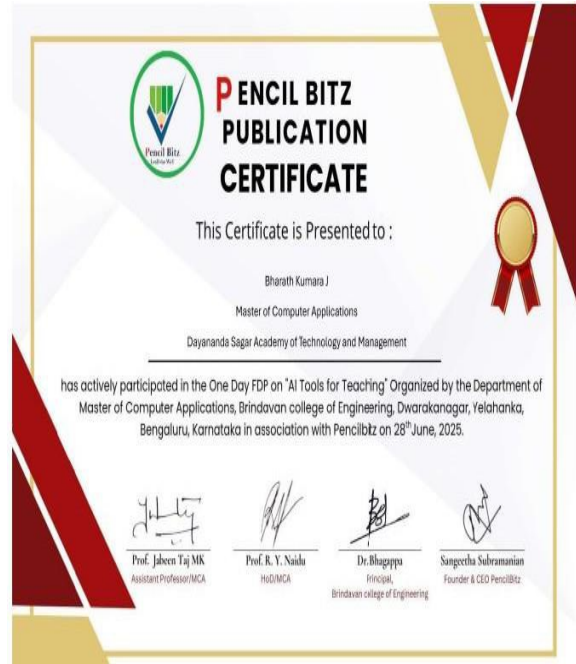 PENCIL BITZ
PUBLICATION
CERTIFICATE
Pencil Bitz
This Certificate is Presented to :
Bharath Kumara J
Master of Computer Applications
Dayananda Sagar Academy of Technology and Management
has actively participated in the One Day FDP on "AI Tools for Teaching" Organized by the Department of
Master of Computer Applications, Brindavan college of Engineering, Dwarakanagar, Yelahanka,
Bengaluru, Karnataka in association with Pencilbitz on 28th June, 2025.
Prof. Jabeen Taj MK
Assistant Professor/MCA
Prof. R. Y. Naidu
HoD/MCA
Dr.Bhagappa
Principal,
Brindavan college of Engineering
Sangeetha Subramanian
Founder & CEO PencilBitz